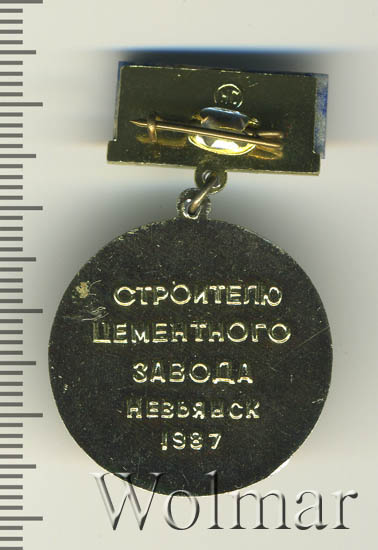 СТРОИТЕЛЮ
ЦЕМЕНТНОГО
ЗАВОДА
НЕВЬЯНСК
1987
Wolmar